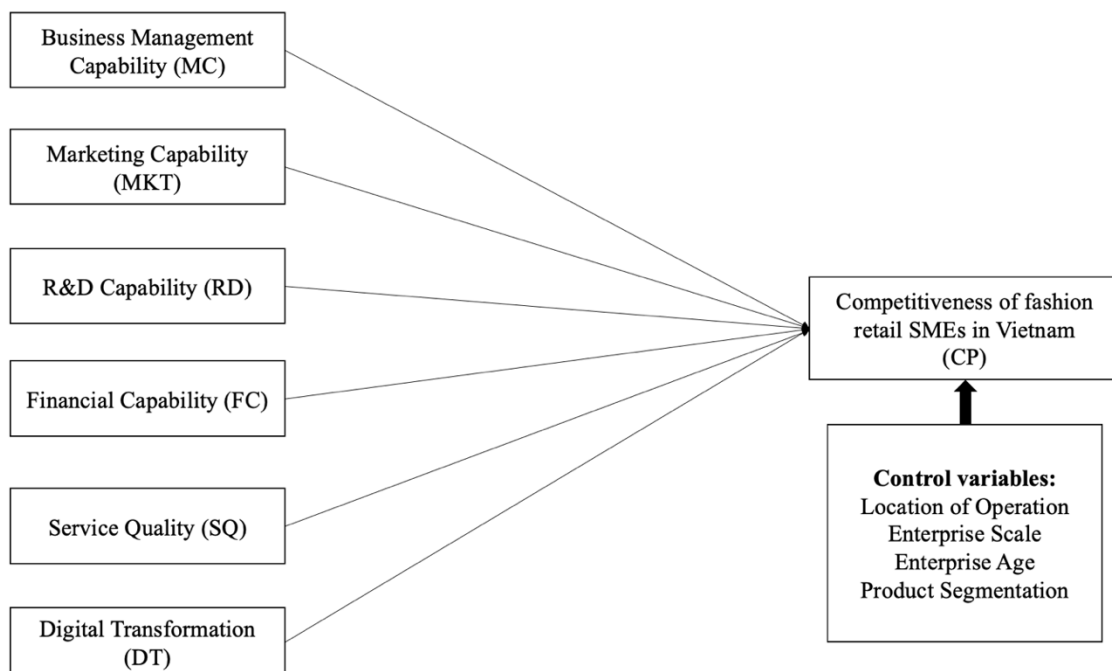 Business Management
Capability (MC)
Marketing Capability
(MKT)
R&D Capability (RD)
Financial Capability (FC)
Service Quality (SQ)
Digital Transformation
(DT)
Competitiveness of fashion
retail SMEs in Vietnam
(CP)
Control variables:
Location of Operation
Enterprise Scale
Enterprise Age
Product Segmentation